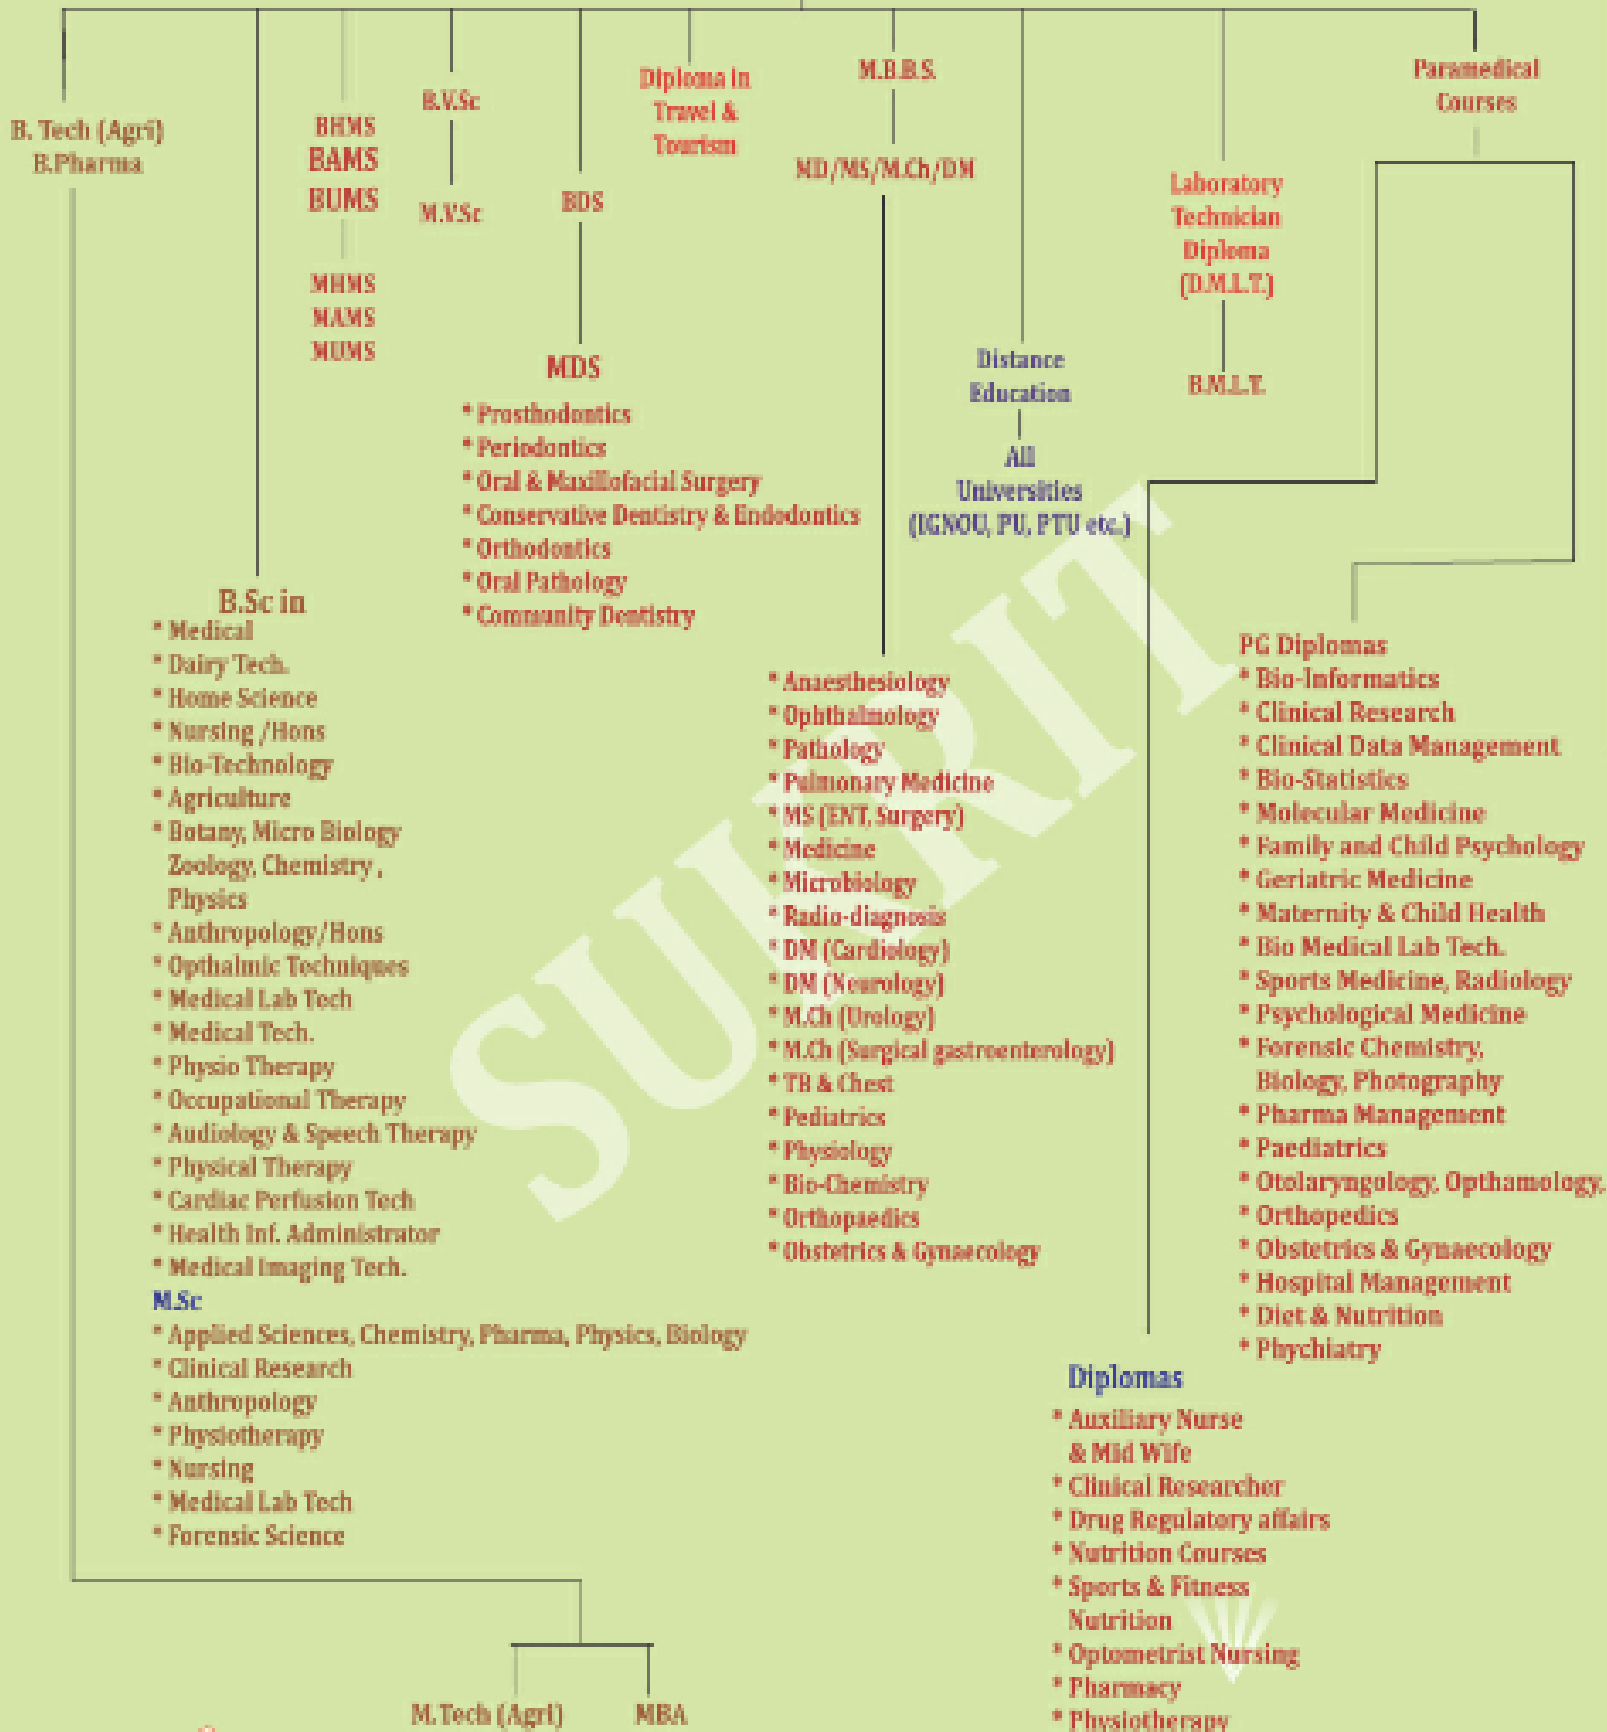 B. Tech (Agri)
B.Pharma
BHMS
BAMS
BUMS
MHMS
MAMS
MUMS
B.V.Sc
M.V.Sc
BDS
MDS
* Prosthodontics
* Periodontics
* Oral & Maxillofacial Surgery
* Conservative Dentistry & Endodontics
* Orthodontics
* Oral Pathology
* Community Dentistry
Diploma in
Travel &
Tourism
M.B.B.S.
MD/MS/M.Ch/DM
* Anaesthesiology
* Ophthalmology
* Pathology
* Pulmonary Medicine
* MS (ENT, Surgery)
* Medicine
* Microbiology
* Radio-diagnosis
* DM (Cardiology)
* DM (Neurology)
* M.Ch (Urology)
* M.Ch (Surgical gastroenterology)
* TB & Chest
* Pediatrics
* Physiology
* Bio-Chemistry
* Orthopaedics
* Obstetrics & Gynaecology
Distance
Education
All
Universities
(IGNOU, PU, PTU etc.)
Laboratory
Technician
Diploma
(D.M.L.T.)
B.M.L.T.
Paramedical
Courses
PG Diplomas
* Bio-Informatics
* Clinical Research
* Clinical Data Management
* Bio-Statistics
* Molecular Medicine
* Family and Child Psychology
* Geriatric Medicine
* Maternity & Child Health
* Bio Medical Lab Tech.
* Sports Medicine, Radiology
* Psychological Medicine
* Forensic Chemistry,
Biology, Photography
* Pharma Management
* Paediatrics
* Otolaryngology, Opthamology,
* Orthopedics
* Obstetrics & Gynaecology
* Hospital Management
* Diet & Nutrition
* Phychiatry
Diplomas
* Auxiliary Nurse
& Mid Wife
* Clinical Researcher
* Drug Regulatory affairs
* Nutrition Courses
* Sports & Fitness
Nutrition
* Optometrist Nursing
* Pharmacy
* Physiotherapy
B.Sc in
* Medical
* Dairy Tech.
* Home Science
* Nursing /Hons
* Bio-Technology
* Agriculture
* Botany, Micro Biology
Zoology, Chemistry ,
Physics
* Anthropology/Hons
* Opthalmic Techniques
* Medical Lab Tech
* Medical Tech.
* Physio Therapy
* Occupational Therapy
* Audiology & Speech Therapy
* Physical Therapy
* Cardiac Perfusion Tech
* Health Inf. Administrator
* Medical Imaging Tech.
M.Sc
* Applied Sciences, Chemistry, Pharma, Physics, Biology
* Clinical Research
* Anthropology
* Physiotherapy
* Nursing
* Medical Lab Tech
* Forensic Science
M.Tech (Agri)
MBA
SUKRIT